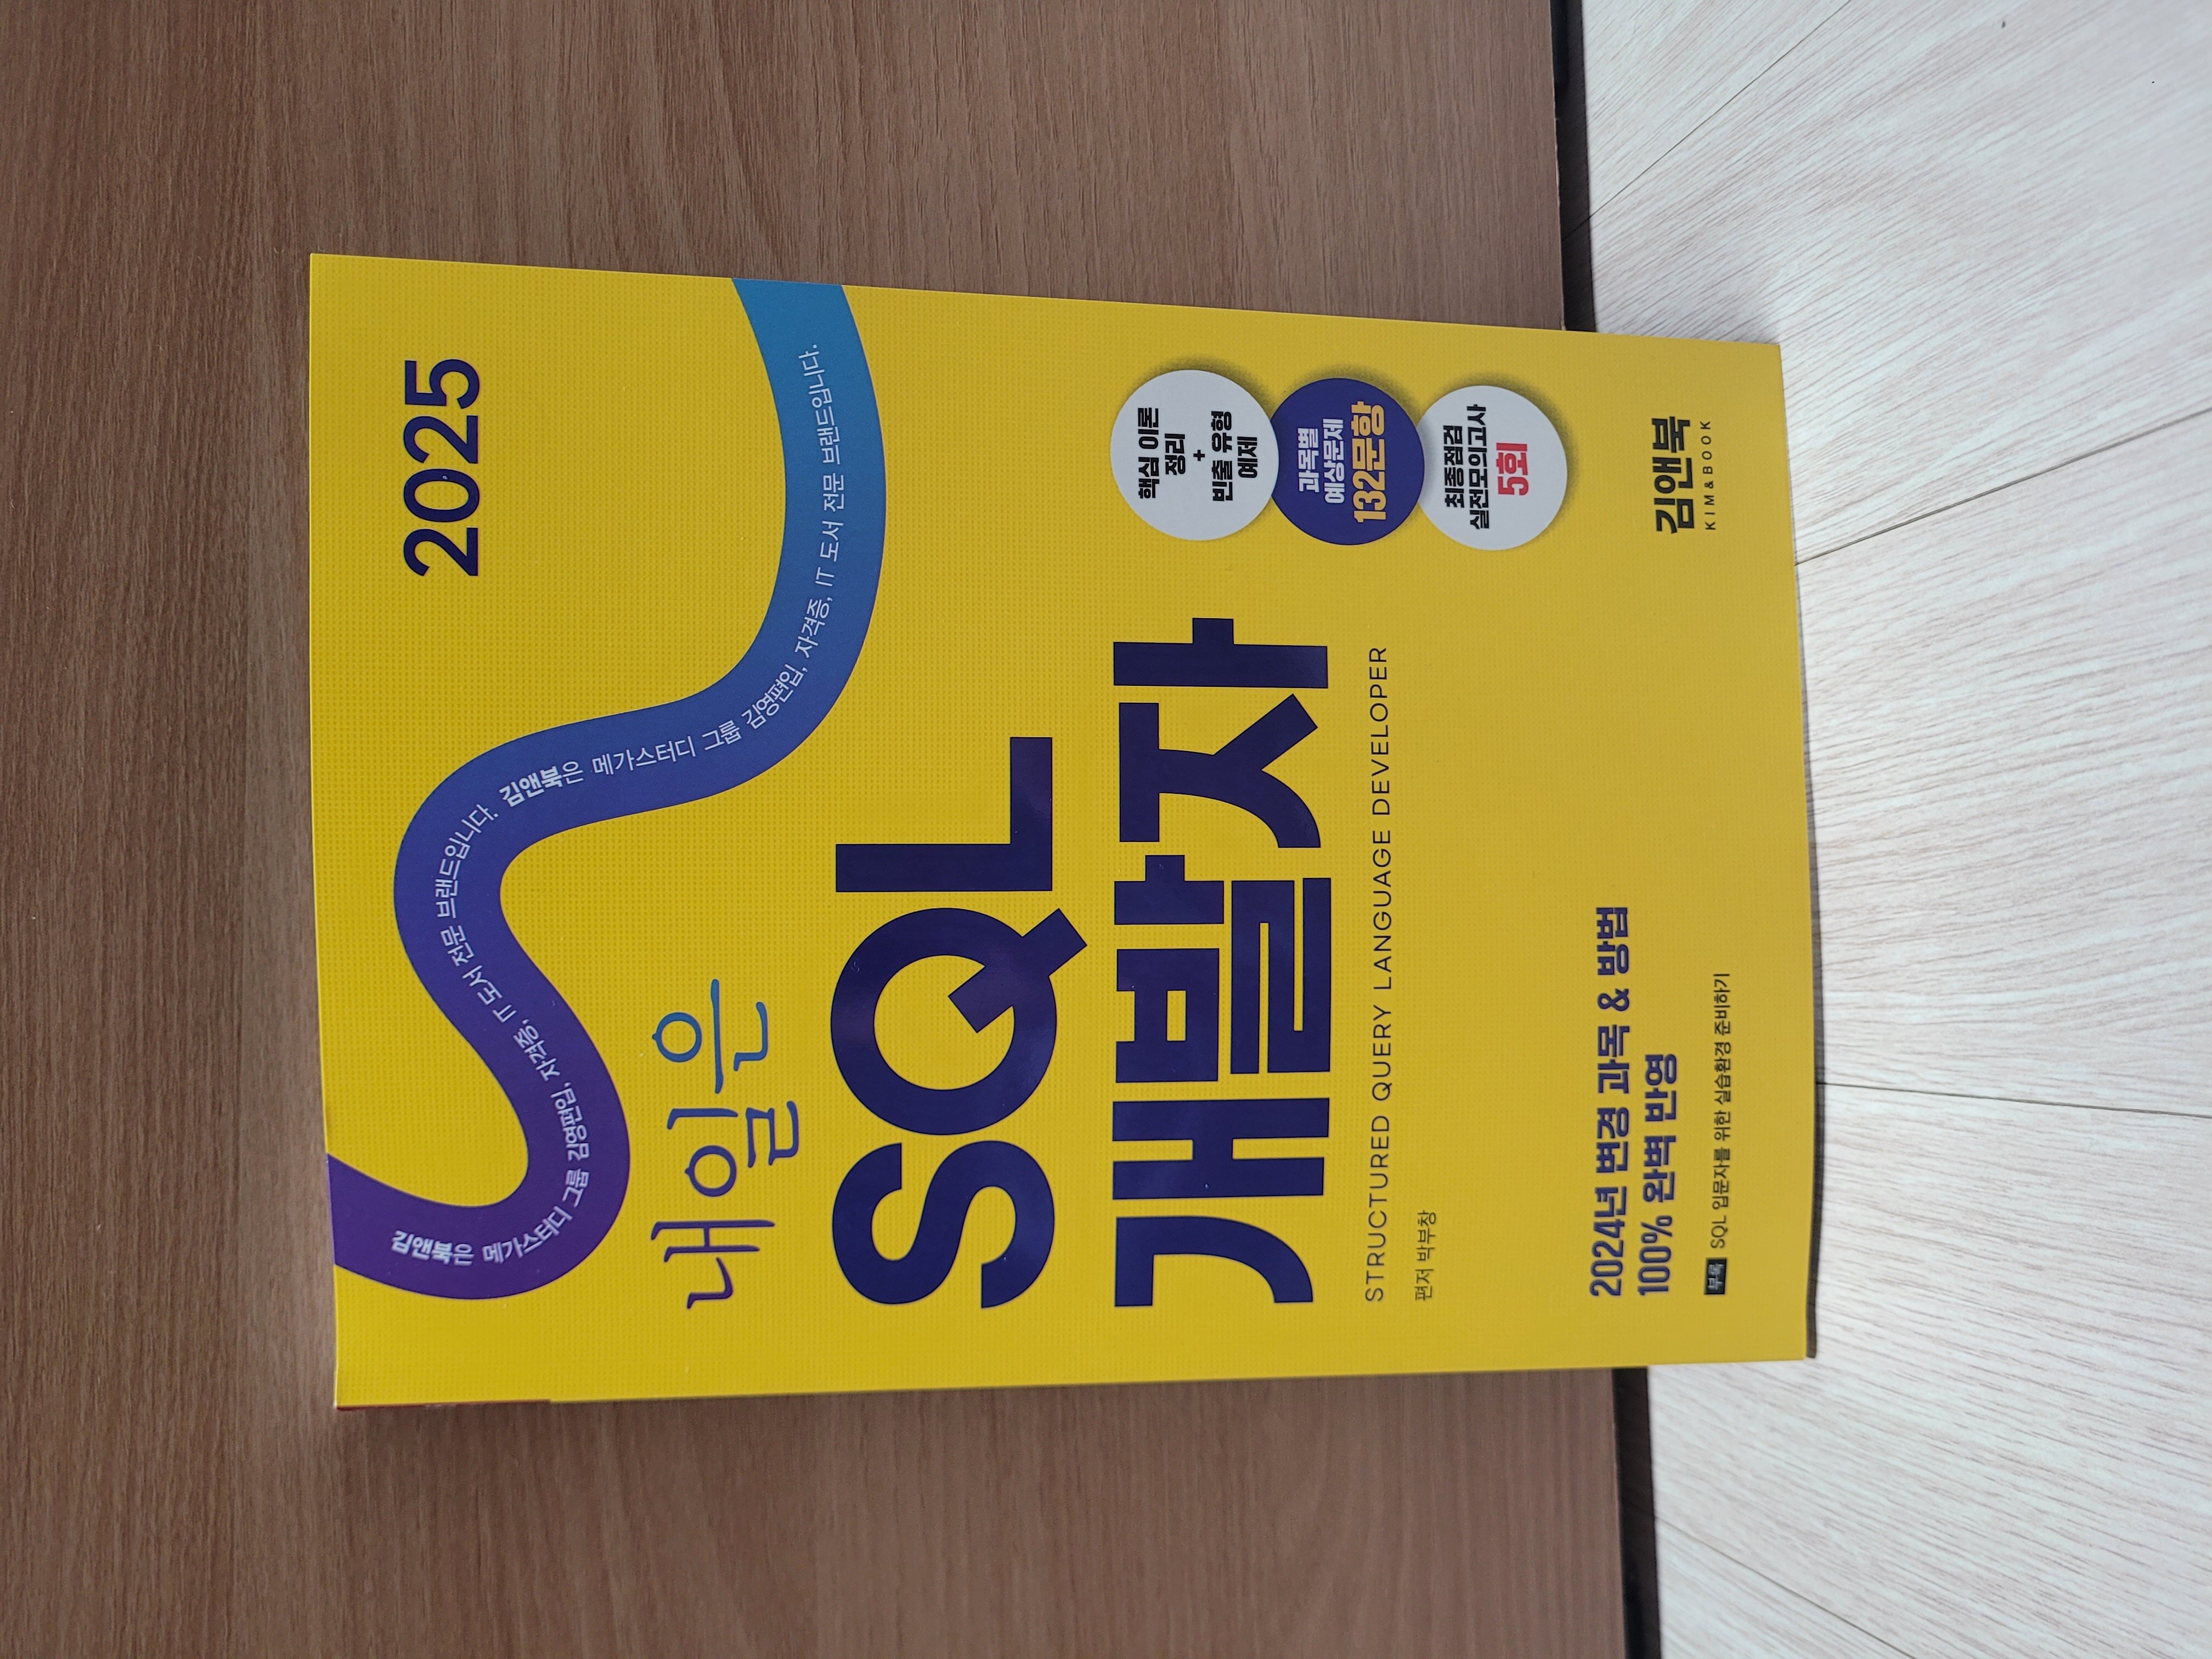 2025
김앤북은 메가스터디 그룹 김영편입, 자격증, IT 도서 전문 브랜드입니다. 김앤북은 메가스터디 그룹 김영편입, 자격증, IT 도서 전문 브랜드입니다.
내일은
SQL
개발자
STRUCTURED QUERY LANGUAGE DEVELOPER
편저 박부창
핵심 이론
정리
+
빈출 유형
예제
과목별
예상문제
132문항
최종점검
실전모의고사
5회
2024년 변경 과목 & 방법
100% 완벽 반영
부록 SQL 입문자를 위한 실습환경 준비하기
김앤북
KIM&BOOK